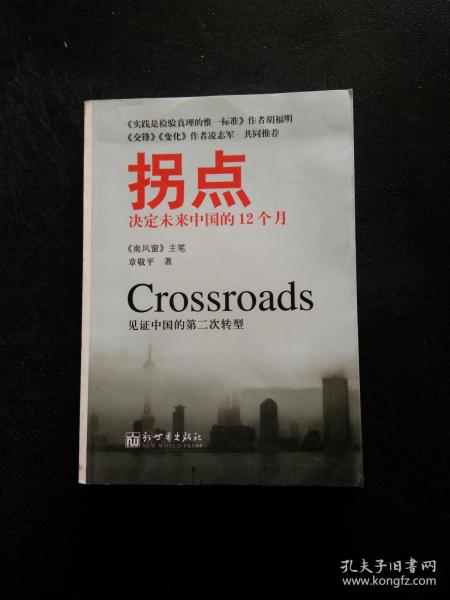 《实践是检验真理的惟一标准》作者胡福明
《交锋》《变化》作者凌志军 共同推荐
拐点
决定未来中国的12个月
《南风窗》主笔
章敬平 著
Crossroads
见证中国的第二次转型
新世界出版社
NEW WORLD PRESS
孔夫子旧书网
www.kongfz.com